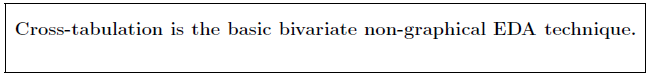 Cross-tabulation is the basic bivariate non-graphical EDA technique.